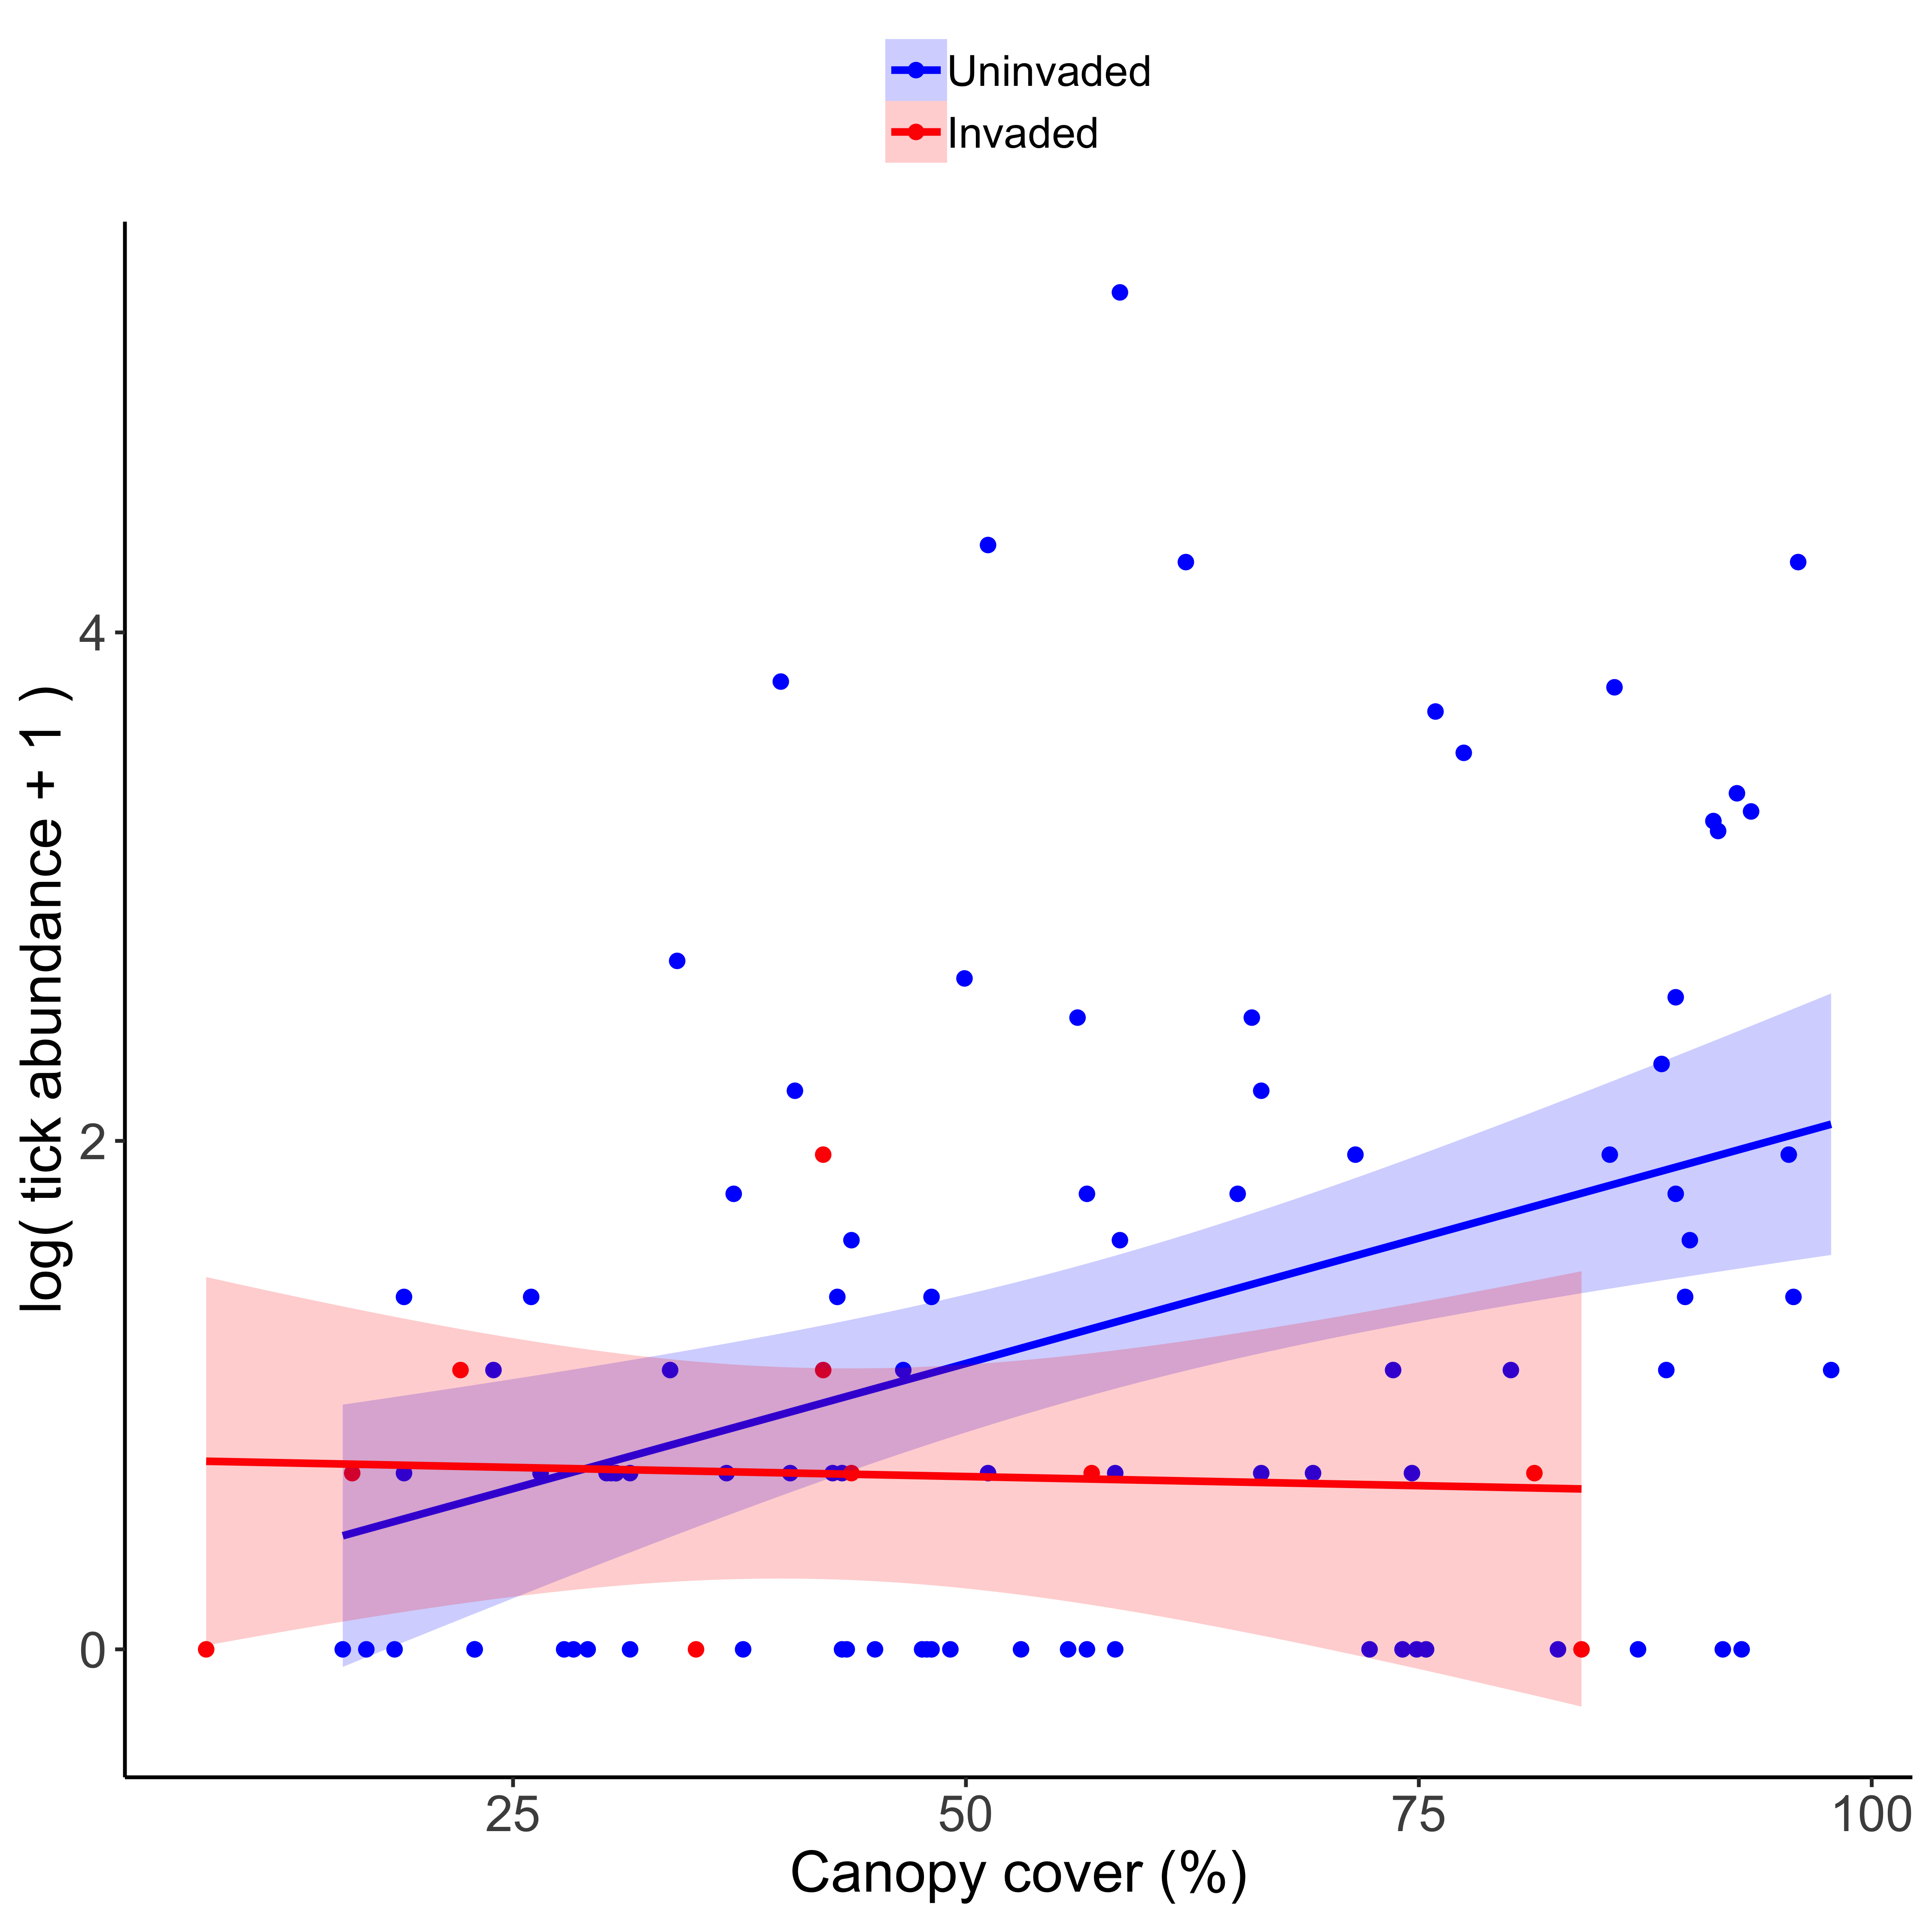 Uninvaded
Invaded
log( tick abundance + 1 )
4
2
0
25 50 75 100
Canopy cover (%)